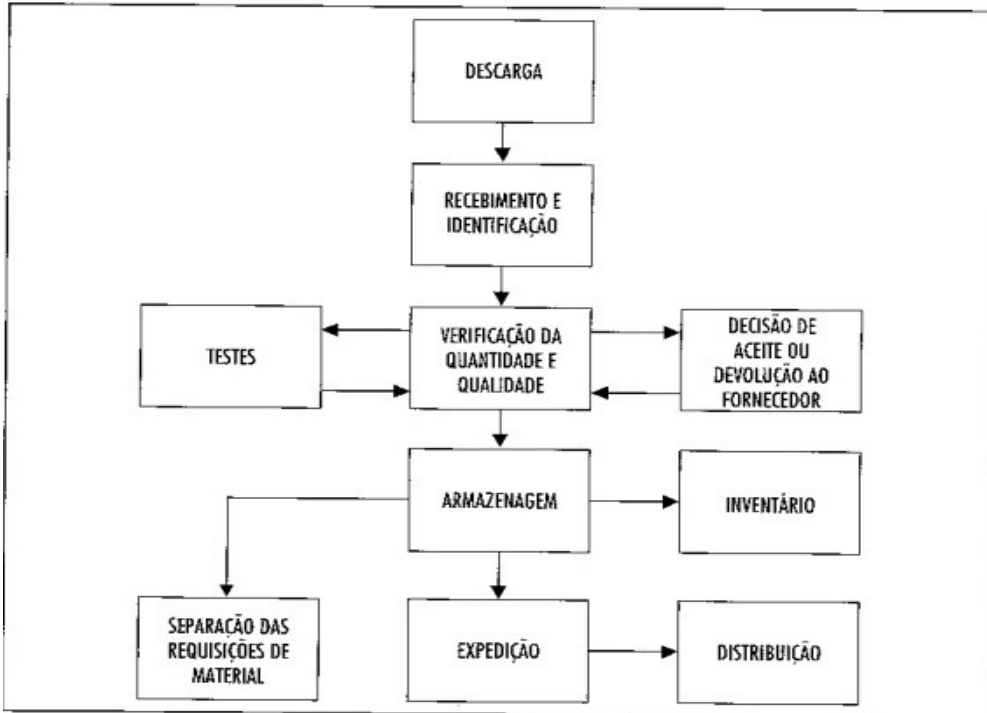 DESCARGA
RECEBIMENTO E
IDENTIFICAÇÃO
TESTES
VERIFICAÇÃO DA
QUANTIDADE E
QUALIDADE
DECISÃO DE
ACEITE OU
DEVOLUÇÃO AO
FORNECEDOR
ARMAZENAGEM
INVENTÁRIO
SEPARAÇÃO DAS
REQUISIÇÕES DE
MATERIAL
EXPEDIÇÃO
DISTRIBUIÇÃO